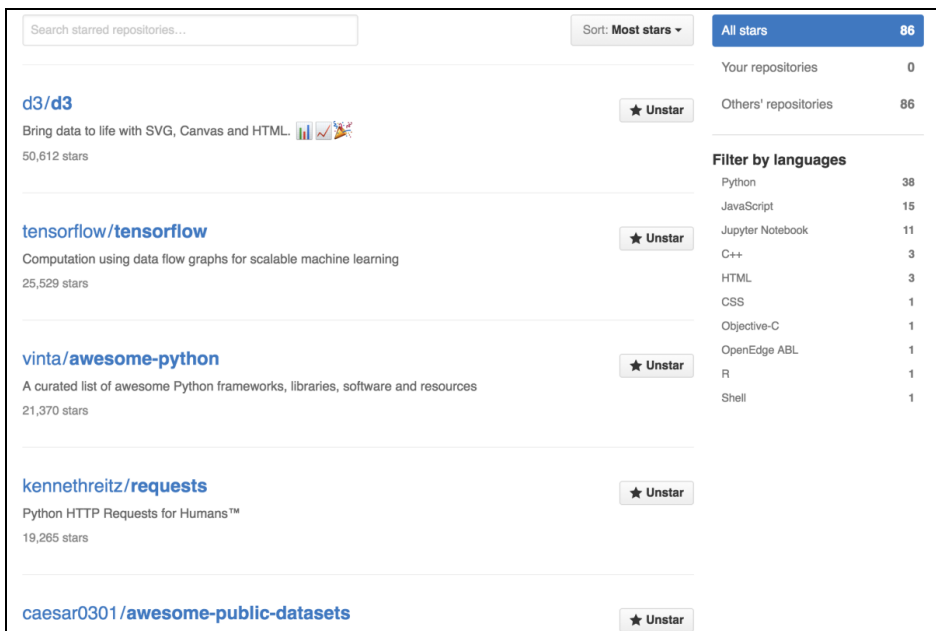 Search starred repositories...
Sort: Most stars
d3/d3
Unstar
Bring data to life with SVG, Canvas and HTML. 📊📈🎉
50,612 stars
tensorflow/tensorflow
Unstar
Computation using data flow graphs for scalable machine learning
25,529 stars
vinta/awesome-python
Unstar
A curated list of awesome Python frameworks, libraries, software and resources
21,370 stars
kennethreitz/requests
Unstar
Python HTTP Requests for Humans™
19,265 stars
caesar0301/awesome-public-datasets
Unstar
All stars 86
Your repositories 0
Others' repositories 86
Filter by languages
Python 38
JavaScript 15
Jupyter Notebook 11
C++ 3
HTML 3
CSS 1
Objective-C 1
OpenEdge ABL 1
R 1
Shell 1